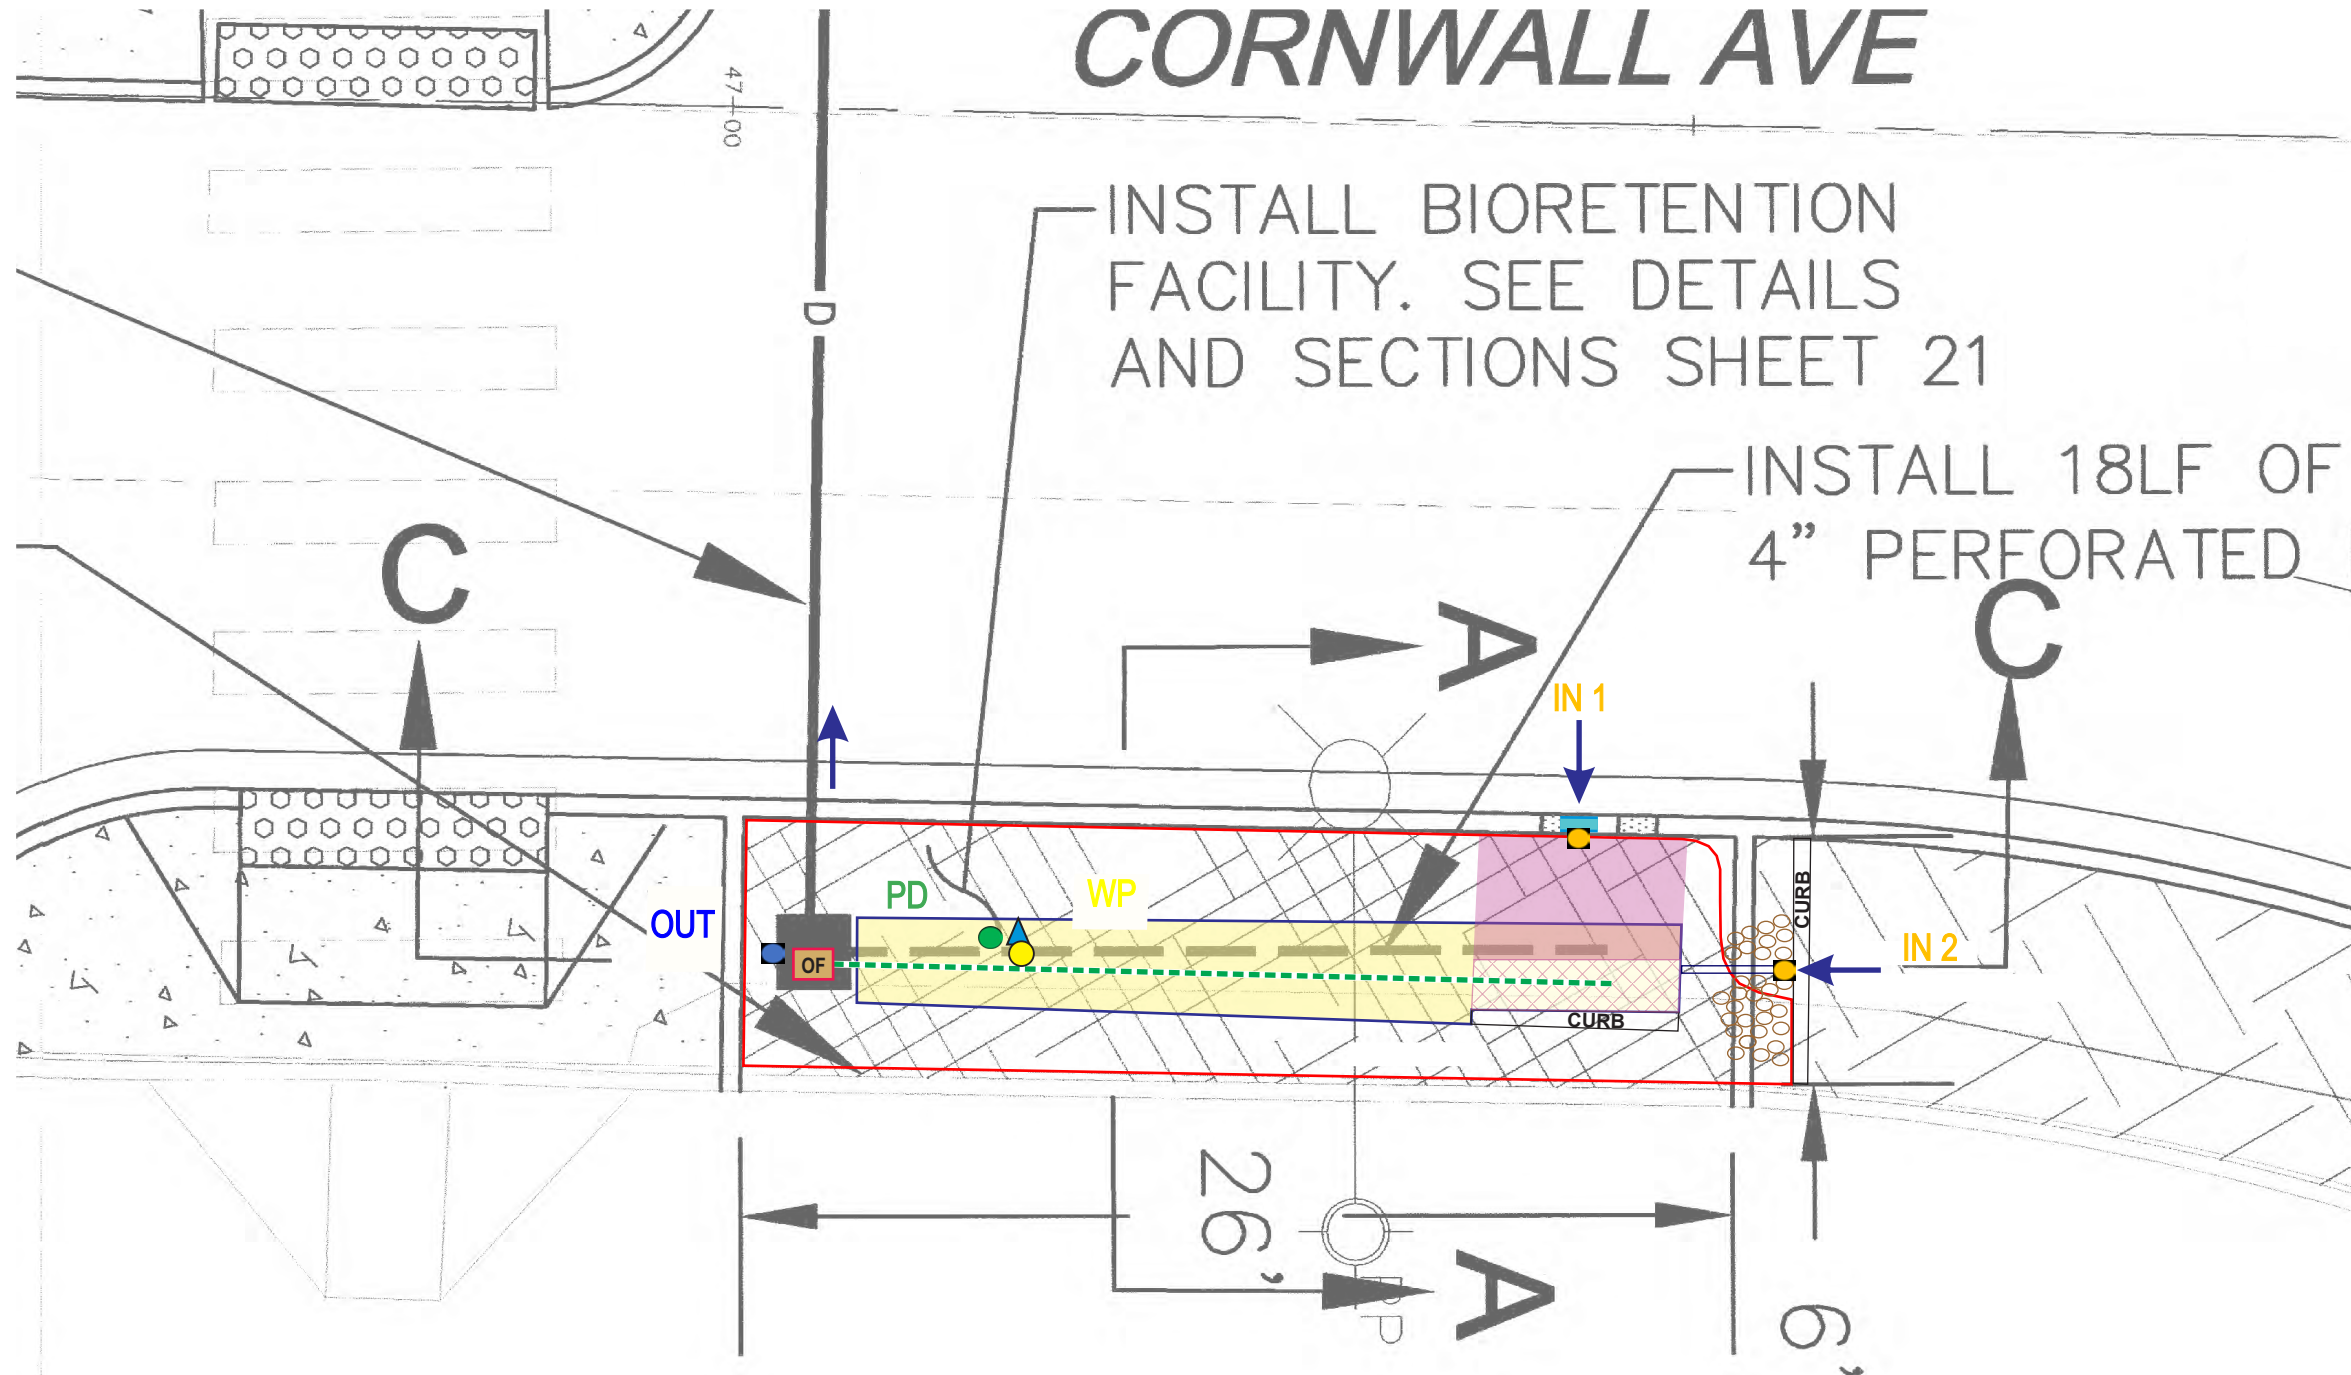 CORNWALL AVE
47+00
INSTALL BIORETENTION
FACILITY. SEE DETAILS
AND SECTIONS SHEET 21
D
INSTALL 18LF OF
4” PERFORATED
C
C
A
IN 1
CURB
PD
WP
OUT
OF
IN 2
CURB
26’
A
PP
6’